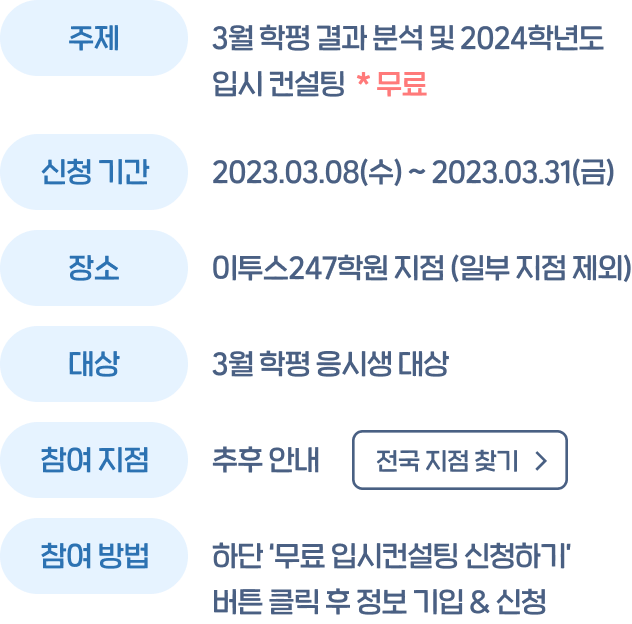 주제
3월 학평 결과 분석 및 2024학년도
입시 컨설팅 * 무료
신청 기간
2023.03.08(수) ~ 2023.03.31(금)
장소
이투스247학원 지점 (일부 지점 제외)
대상
3월 학평 응시생 대상
참여 지점
추후 안내
전국 지점 찾기 >
참여 방법
하단 '무료 입시컨설팅 신청하기'
버튼 클릭 후 정보 기입 & 신청